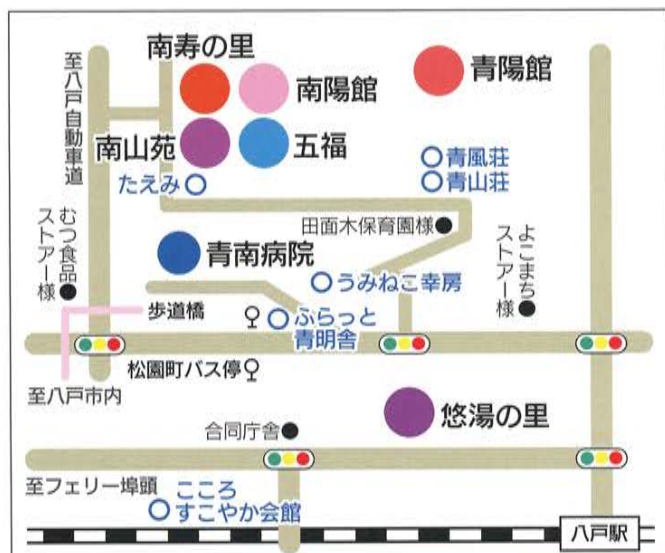 南寿の里
南陽館
青陽館
至八戸自動車道
南山苑
五福
たえみ
青風荘
青山荘
田面木保育園様
むつ食品
ストアー様
よこまち
ストアー様
青南病院
うみねこ幸房
歩道橋
ふらっと
青明舎
松園町バス停
至八戸市内
悠湯の里
合同庁舎
至フェリー埠頭
こころ
すこやか会館
八戸駅